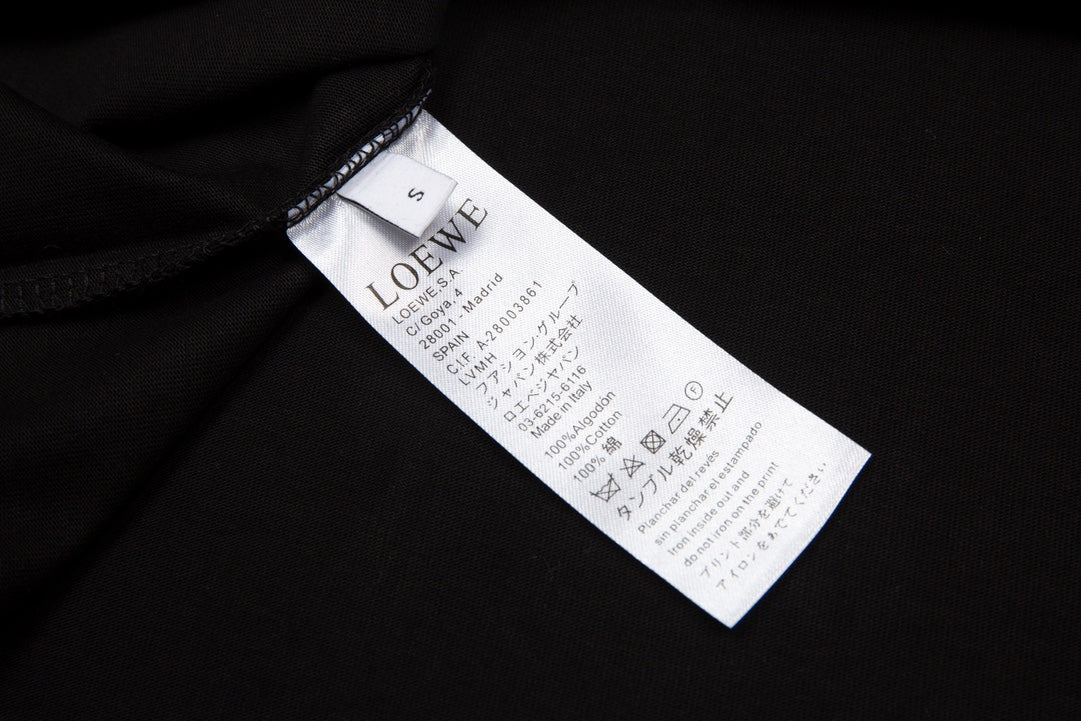 S
LOEWE
LOEWE.S.A.
C/ Goya, 4
28001 - Madrid
SPAIN
C.I.F. A-28003861
LVMH
フアシヨン·グループ
ジャパン株式会社
ロエベジヤパン
03-6215-6116
Made in Italy
100%Algodón
100%Cotton
100% 綿
F
タンブル乾燥禁止
Planchar del revés
sin planchar el estampado
Iron inside out and
do not iron on the print
プリント部分を避けて
アイロンをあててください